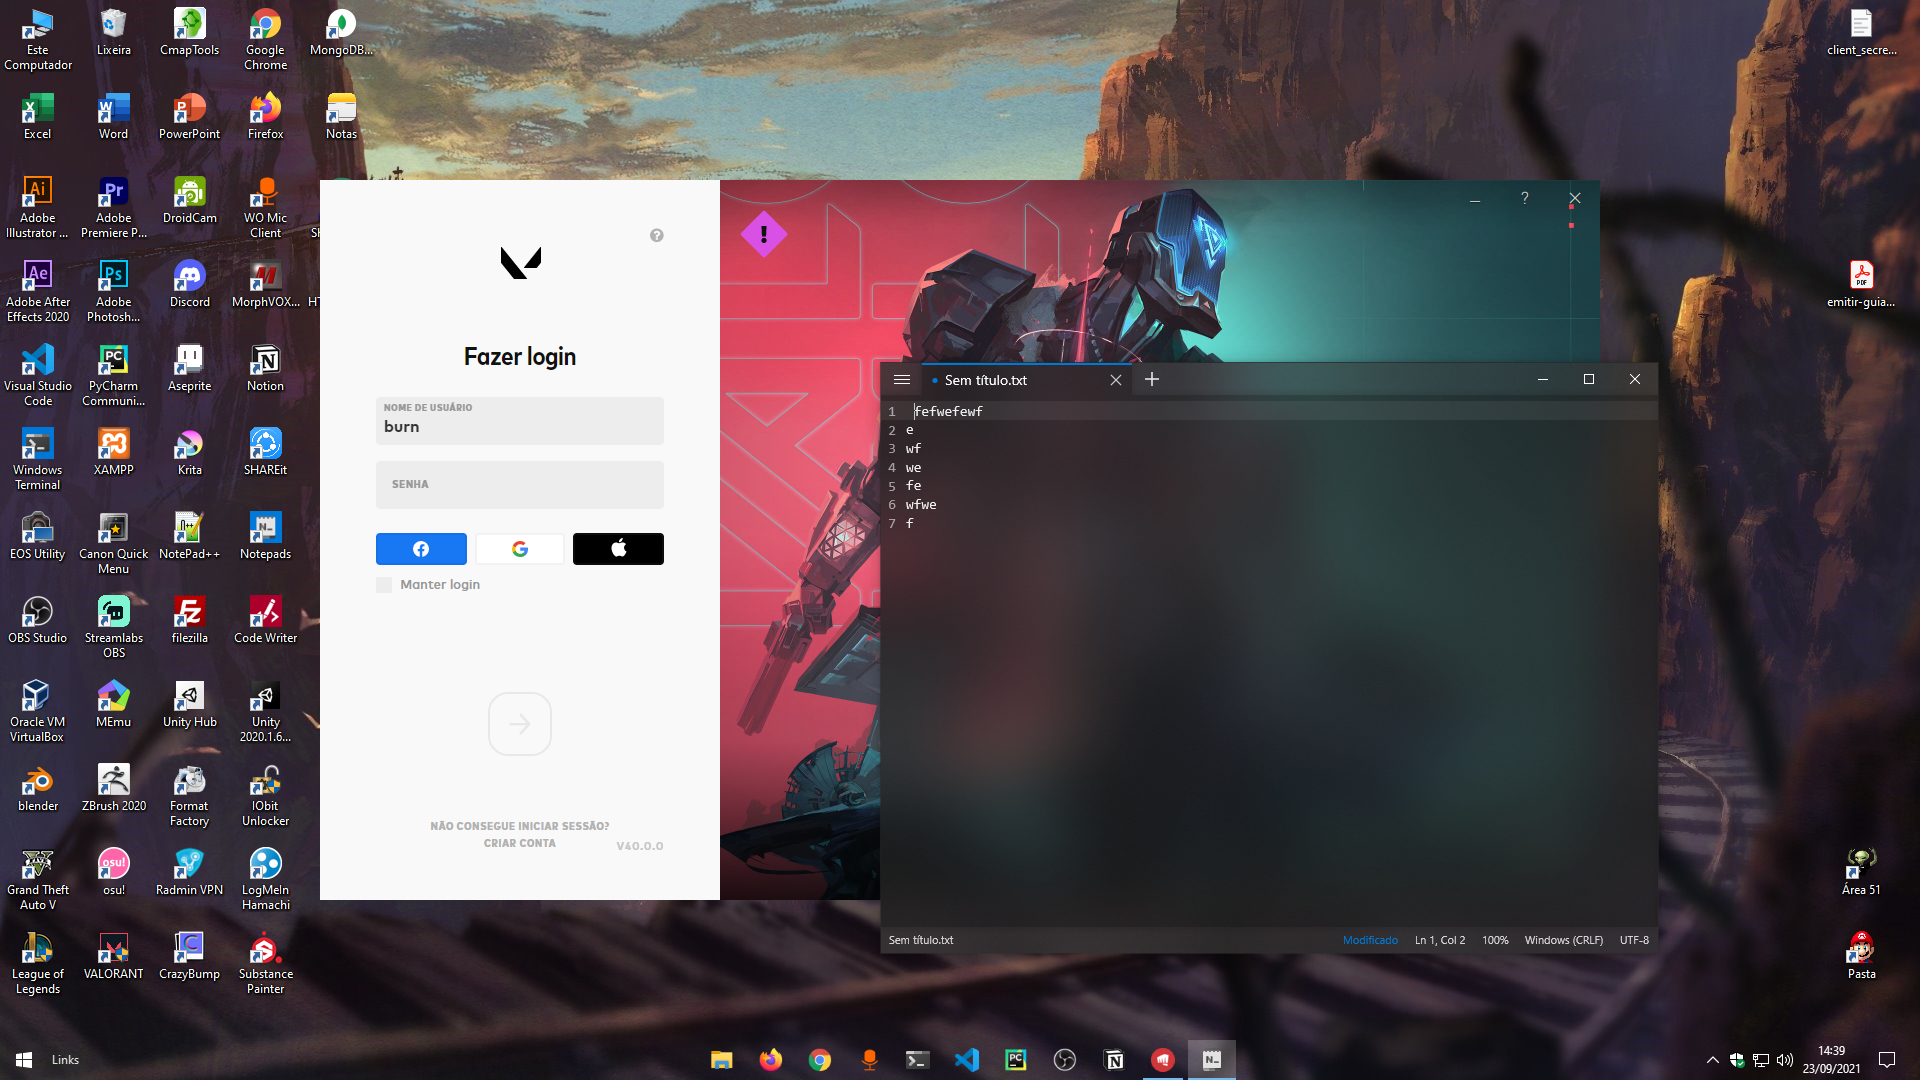 Este
Computador
Lixeira
CmapTools
Google
Chrome
MongoDB...
client_secre...
Excel
Word
PowerPoint
Firefox
Notas
Adobe
Illustrator ...
Adobe
Premiere P...
DroidCam
WO Mic
Client
Adobe After
Effects 2020
Adobe
Photosh...
Discord
MorphVOX...
emitir-guia...
Visual Studio
Code
PyCharm
Communi...
Aseprite
Notion
Windows
Terminal
XAMPP
Krita
SHAREit
EOS Utility
Canon Quick
Menu
NotePad++
Notepads
OBS Studio
Streamlabs
OBS
filezilla
Code Writer
Oracle VM
VirtualBox
MEmu
Unity Hub
Unity
2020.1.6...
blender
ZBrush 2020
Format
Factory
IObit
Unlocker
Grand Theft
Auto V
osu!
Radmin VPN
LogMeIn
Hamachi
Área 51
League of
Legends
VALORANT
CrazyBump
Substance
Painter
Pasta
Fazer login
NOME DE USUÁRIO
burn
SENHA
Manter login
NÃO CONSEGUE INICIAR SESSÃO?
CRIAR CONTA
V40.0.0
Sem título.txt
1 fefwefewf
2 e
3 wf
4 we
5 fe
6 wfwe
7 f
Sem título.txt
Modificado
Ln 1, Col 2
100%
Windows (CRLF)
UTF-8
Links
14:39
23/09/2021